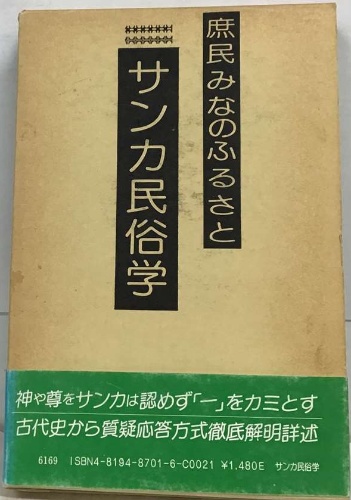 庶民みなのふるさと
サンカ民俗学
神や尊をサンカは認めず「一」をカミとす
古代史から質疑応答方式徹底解明詳述
6169 ISBN4-8194-8701-6-C0021 ¥1.480E サンカ民俗学